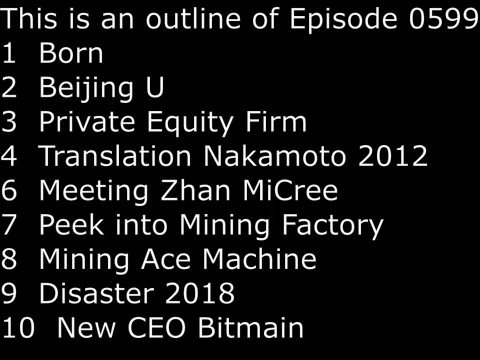 This is an outline of Episode 0599
1 Born
2 Beijing U
3 Private Equity Firm
4 Translation Nakamoto 2012
6 Meeting Zhan MiCree
7 Peek into Mining Factory
8 Mining Ace Machine
9 Disaster 2018
10 New CEO Bitmain